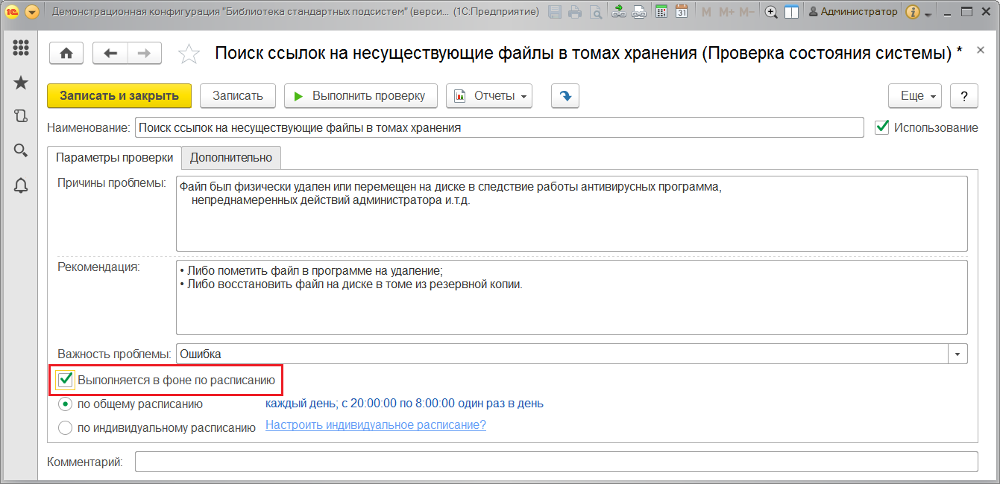 1С Демонстрационная конфигурация "Библиотека стандартных подсистем" (верси... (1С:Предприятие) 31 M M+ M− Администратор i
Поиск ссылок на несуществующие файлы в томах хранения (Проверка состояния системы) *
Записать и закрыть Записать Выполнить проверку Отчеты Еще ?
Наименование: Поиск ссылок на несуществующие файлы в томах хранения Использование
Параметры проверки Дополнительно
Причины проблемы: Файл был физически удален или перемещен на диске в следствие работы антивирусных программа,
непреднамеренных действий администратора и.т.д.
Рекомендация: • Либо пометить файл в программе на удаление;
• Либо восстановить файл на диске в томе из резервной копии.
Важность проблемы: Ошибка
Выполняется в фоне по расписанию
по общему расписанию каждый день; с 20:00:00 по 8:00:00 один раз в день
по индивидуальному расписанию Настроить индивидуальное расписание?
Комментарий: